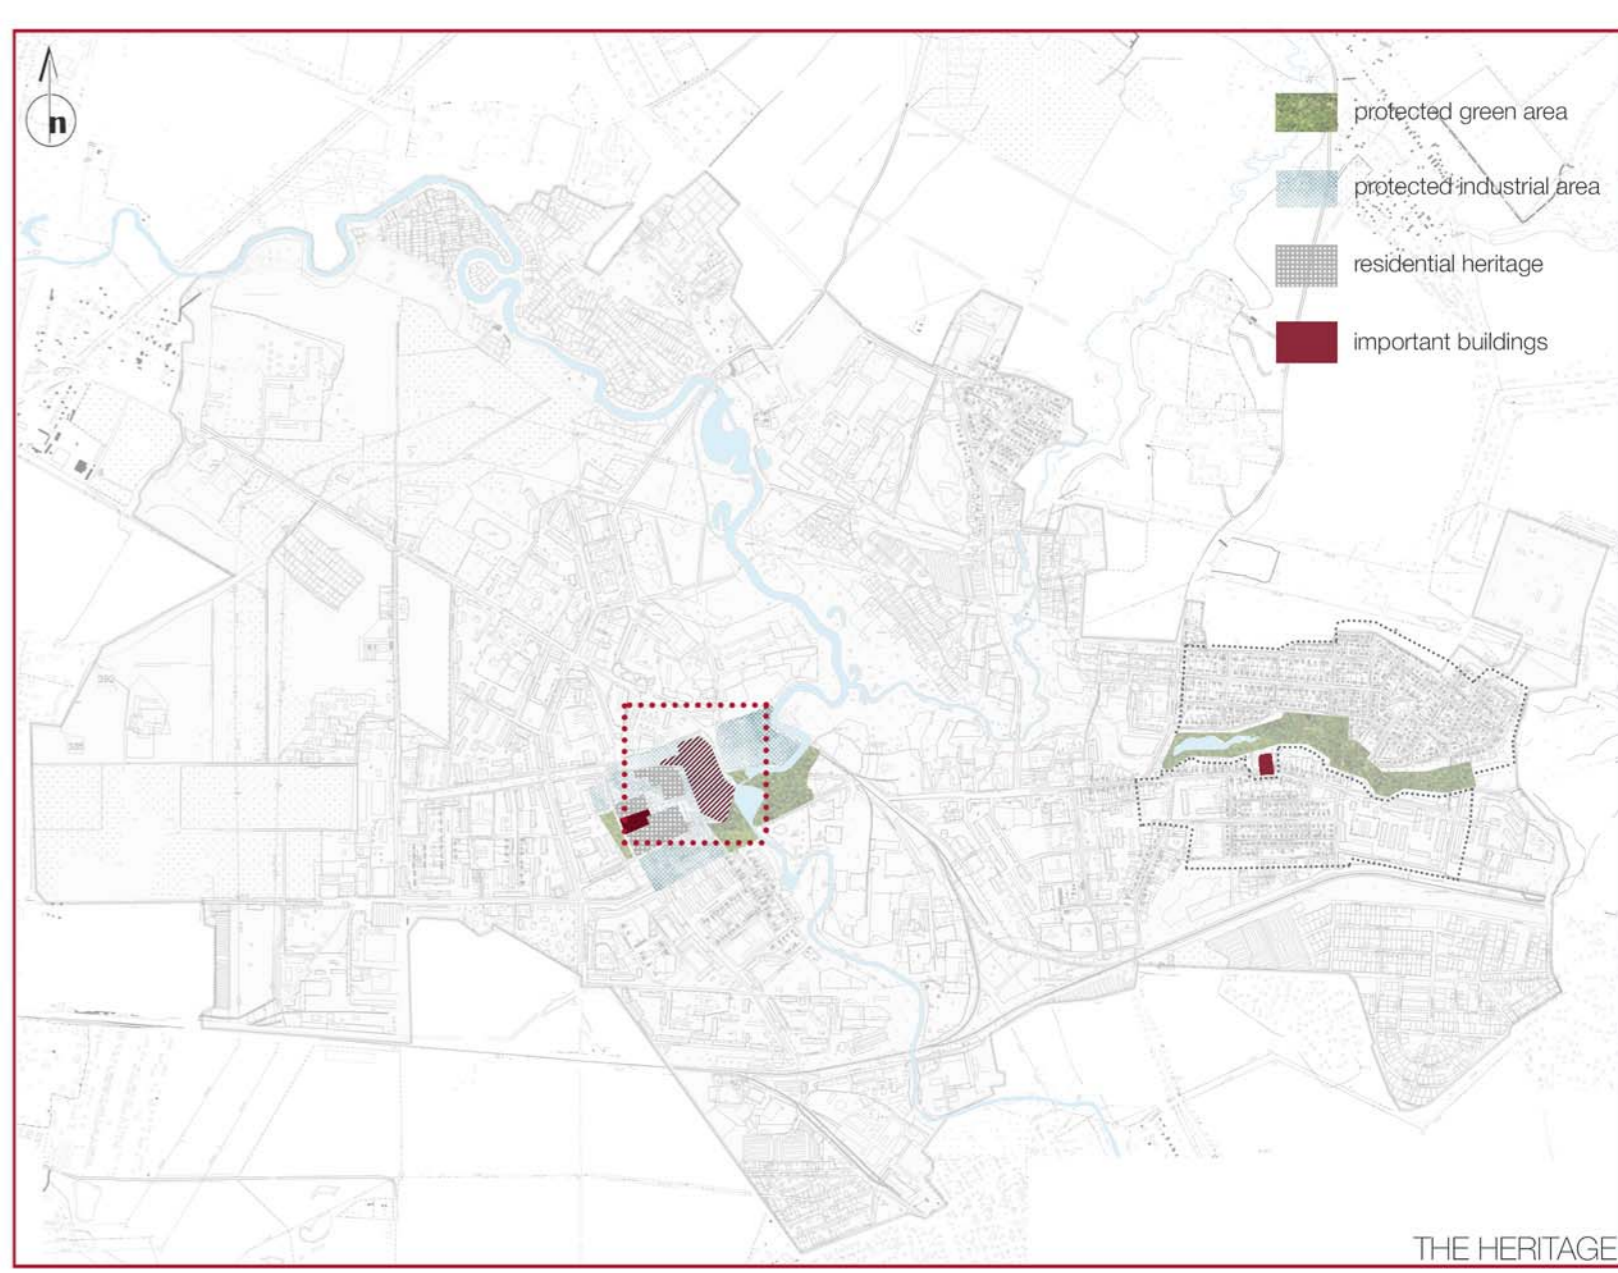 n
protected green area
protected industrial area
residential heritage
important buildings
THE HERITAGE